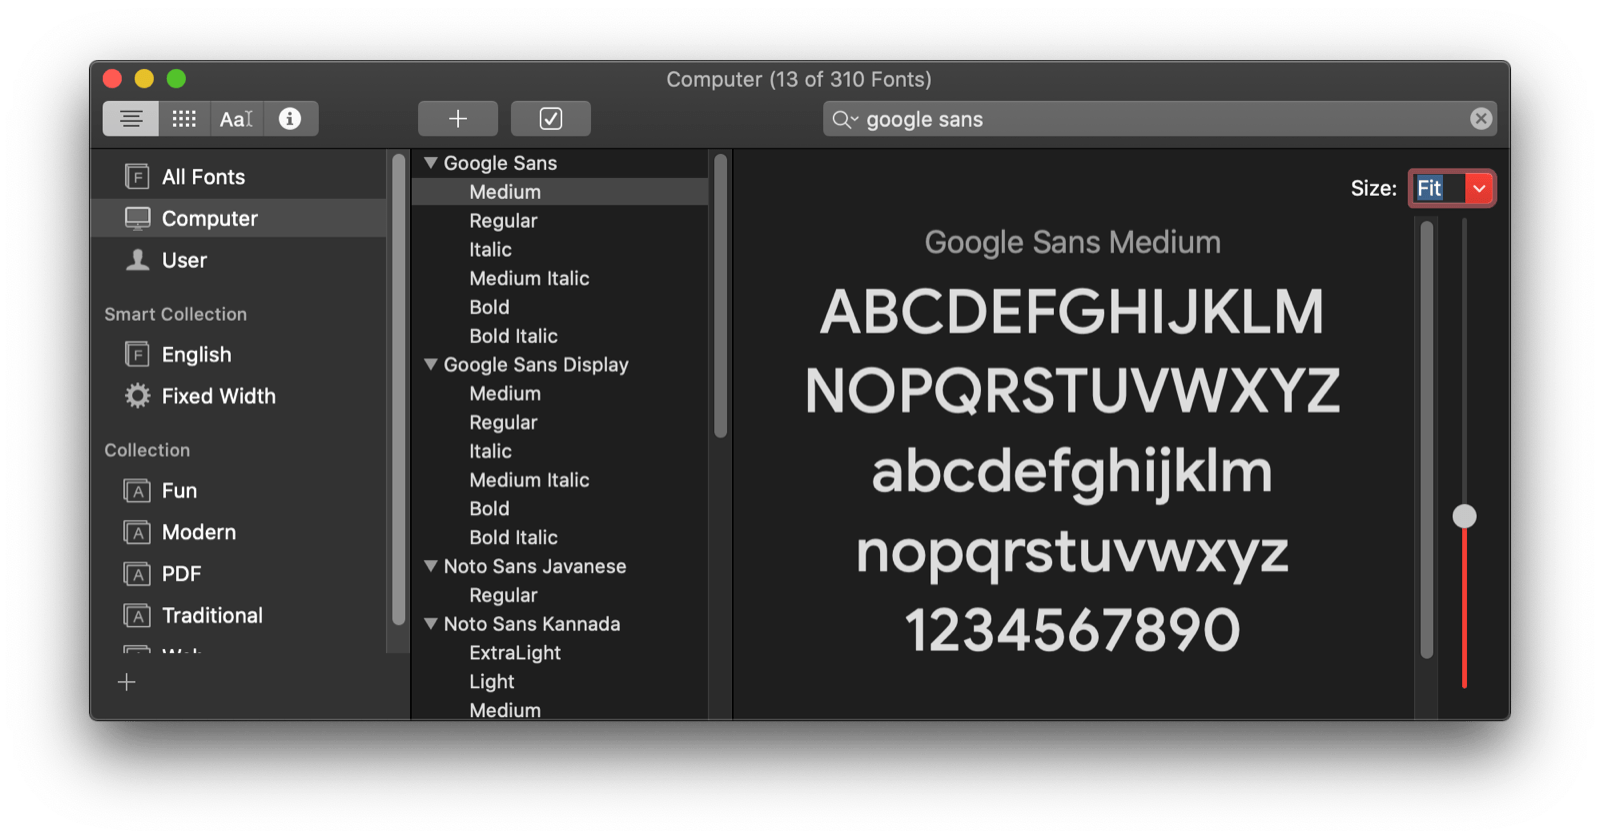 Computer (13 of 310 Fonts)
Aa
google sans
All Fonts
Computer
User
Smart Collection
English
Fixed Width
Collection
Fun
Modern
PDF
Traditional
Google Sans
Medium
Regular
Italic
Medium Italic
Bold
Bold Italic
Google Sans Display
Medium
Regular
Italic
Medium Italic
Bold
Bold Italic
Noto Sans Javanese
Regular
Noto Sans Kannada
ExtraLight
Light
Medium
Size: Fit
Google Sans Medium
ABCDEFGHIJKLM
NOPQRSTUVWXYZ
abcdefghijklm
nopqrstuvwxyz
1234567890